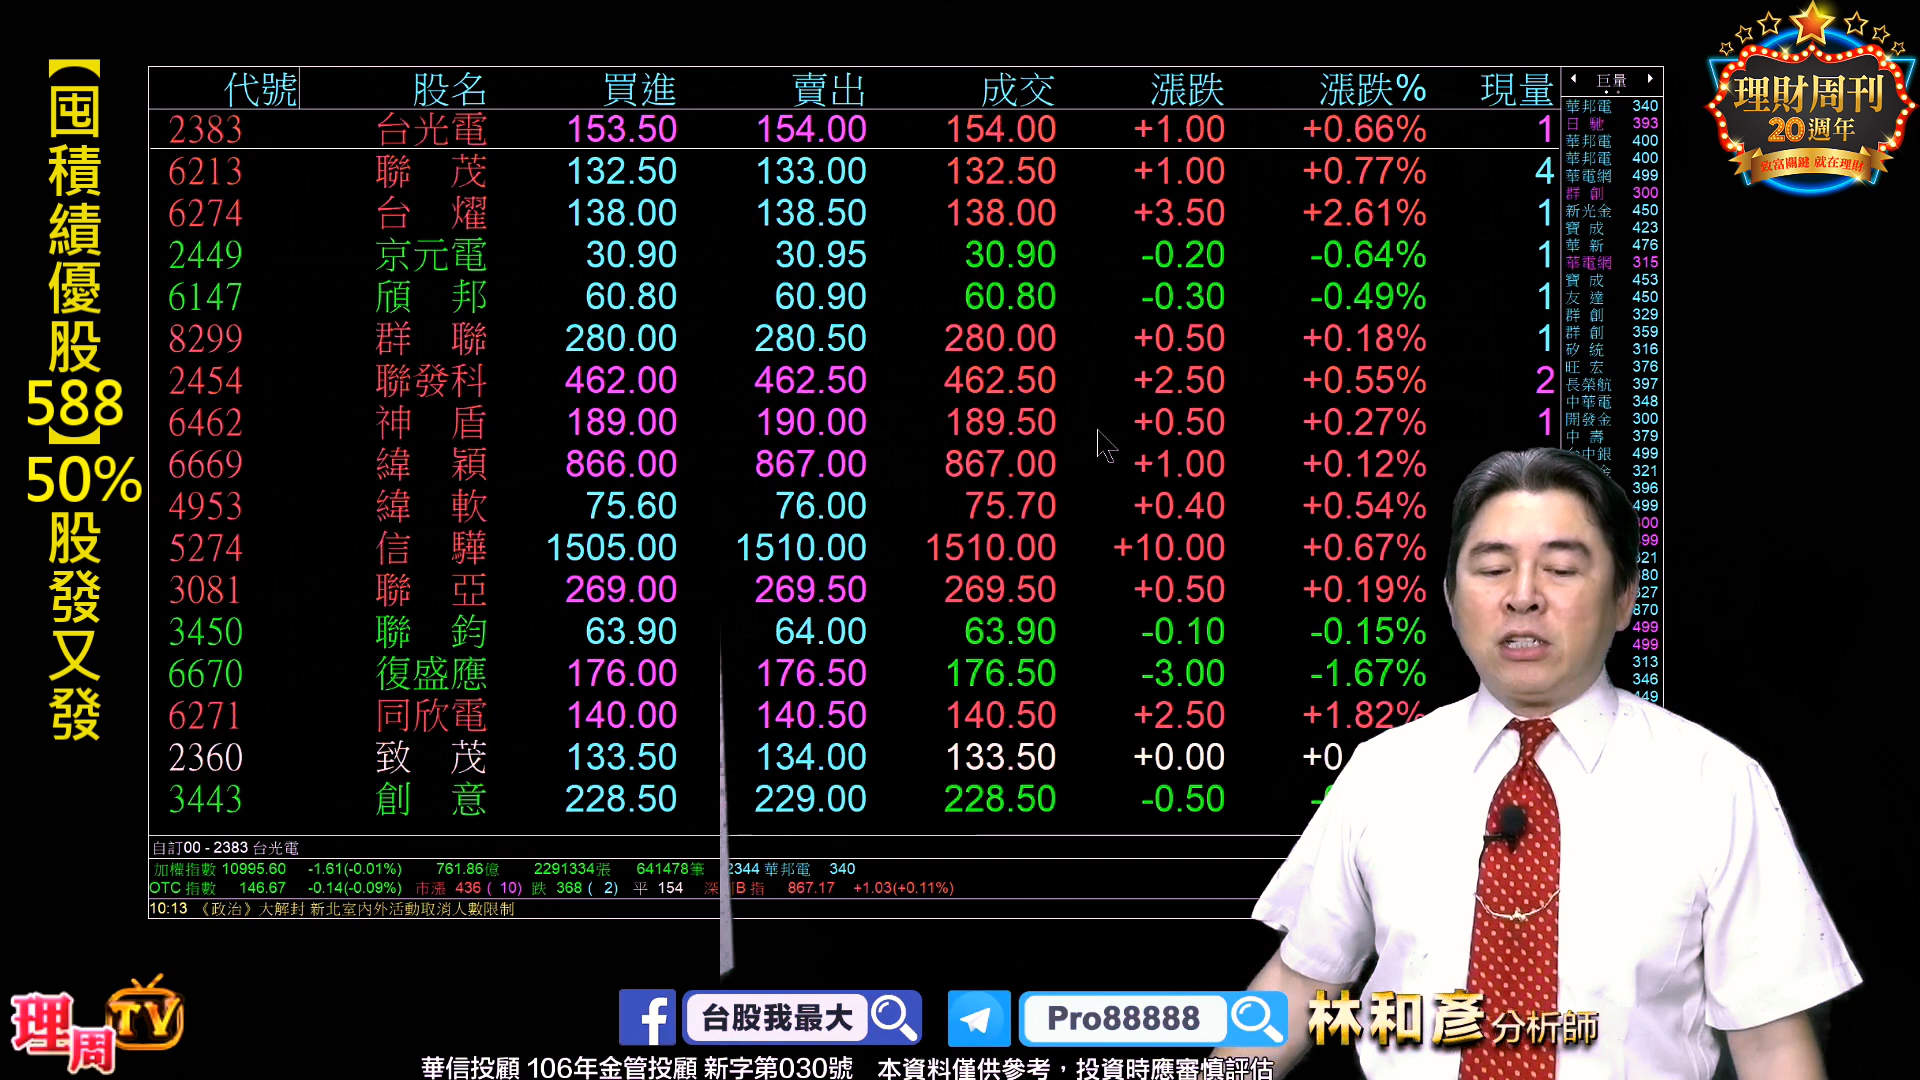 【囤積績優股588】50%股發又發
代號 股名 買進 賣出 成交 漲跌 漲跌% 現量
2383 台光電 153.50 154.00 154.00 +1.00 +0.66% 1
6213 聯茂 132.50 133.00 132.50 +1.00 +0.77% 4
6274 台燿 138.00 138.50 138.00 +3.50 +2.61% 1
2449 京元電 30.90 30.95 30.90 -0.20 -0.64% 1
6147 頎邦 60.80 60.90 60.80 -0.30 -0.49% 1
8299 群聯 280.00 280.50 280.00 +0.50 +0.18% 1
2454 聯發科 462.00 462.50 462.50 +2.50 +0.55% 2
6462 神盾 189.00 190.00 189.50 +0.50 +0.27% 1
6669 緯穎 866.00 867.00 867.00 +1.00 +0.12%
4953 緯軟 75.60 76.00 75.70 +0.40 +0.54%
5274 信驊 1505.00 1510.00 1510.00 +10.00 +0.67%
3081 聯亞 269.00 269.50 269.50 +0.50 +0.19%
3450 聯鈞 63.90 64.00 63.90 -0.10 -0.15%
6670 復盛應 176.00 176.50 176.50 -3.00 -1.67%
6271 同欣電 140.00 140.50 140.50 +2.50 +1.82%
2360 致茂 133.50 134.00 133.50 +0.00 +0
3443 創意 228.50 229.00 228.50 -0.50 -
自訂00 - 2383 台光電
加權指數 10995.60 -1.61(-0.01%) 761.86億 2291334張 641478筆 2344 華邦電 340
OTC 指數 146.67 -0.14(-0.09%) 市漲 436 ( 10) 跌 368 ( 2) 平 154 深 B 指 867.17 +1.03(+0.11%)
10:13 《政治》大解封 新北室內外活動取消人數限制
巨量
華邦電 340
日馳 393
華邦電 400
華邦電 400
華電網 499
群創 300
新光金 450
寶成 423
華新 476
華電網 315
寶成 453
友達 450
群創 329
群創 359
矽統 316
旺宏 376
長榮航 397
中華電 348
開發金 300
中壽 379
台中銀 499
金 321
396
499
313
346
理財周刊
20週年
致富關鍵 就在理財
理周TV
台股我最大
Pro88888
林和彥 分析師
華信投顧 106年金管投顧 新字第030號 本資料僅供參考，投資時應審慎評估